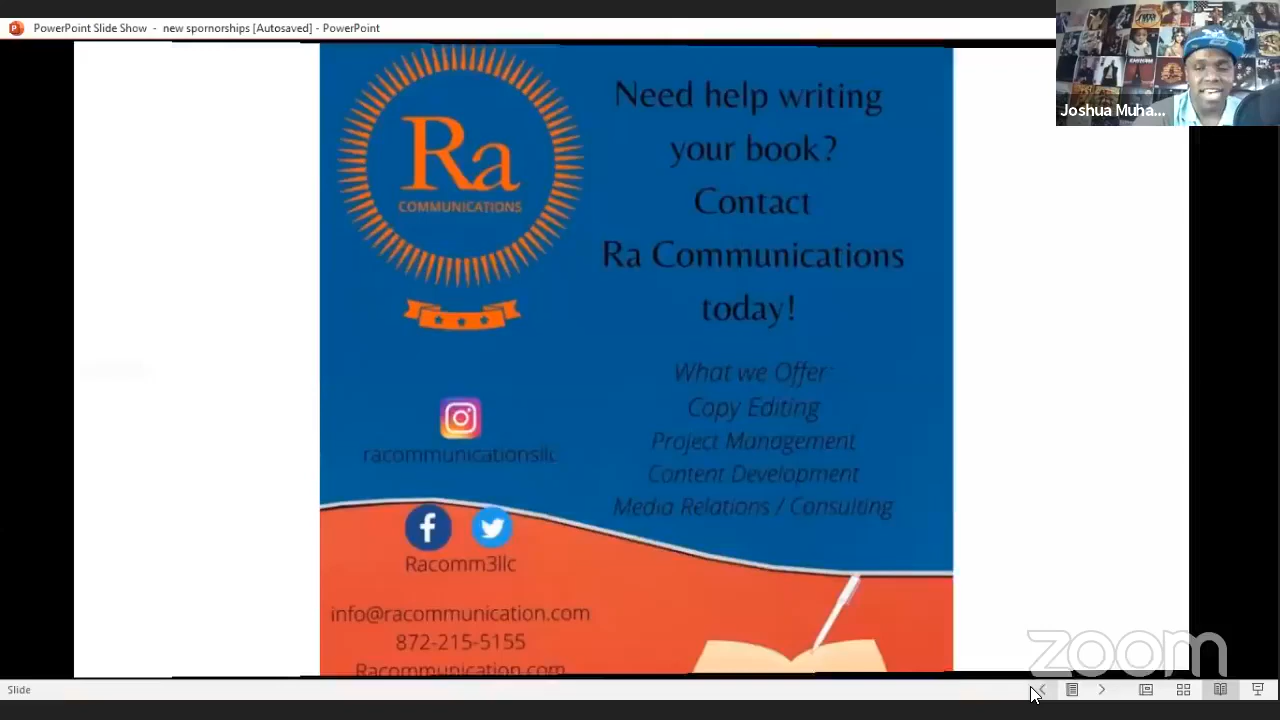 PowerPoint Slide Show - new spornorships [Autosaved] - PowerPoint
Joshua Muha...
Ra
COMMUNICATIONS
Need help writing
your book?
Contact
Ra Communications
today!
What we Offer:
Copy Editing
Project Management
Content Development
Media Relations / Consulting
racommunicationsllc
Racomm3llc
info@racommunication.com
872-215-5155
Racommunication.com
zoom
Slide